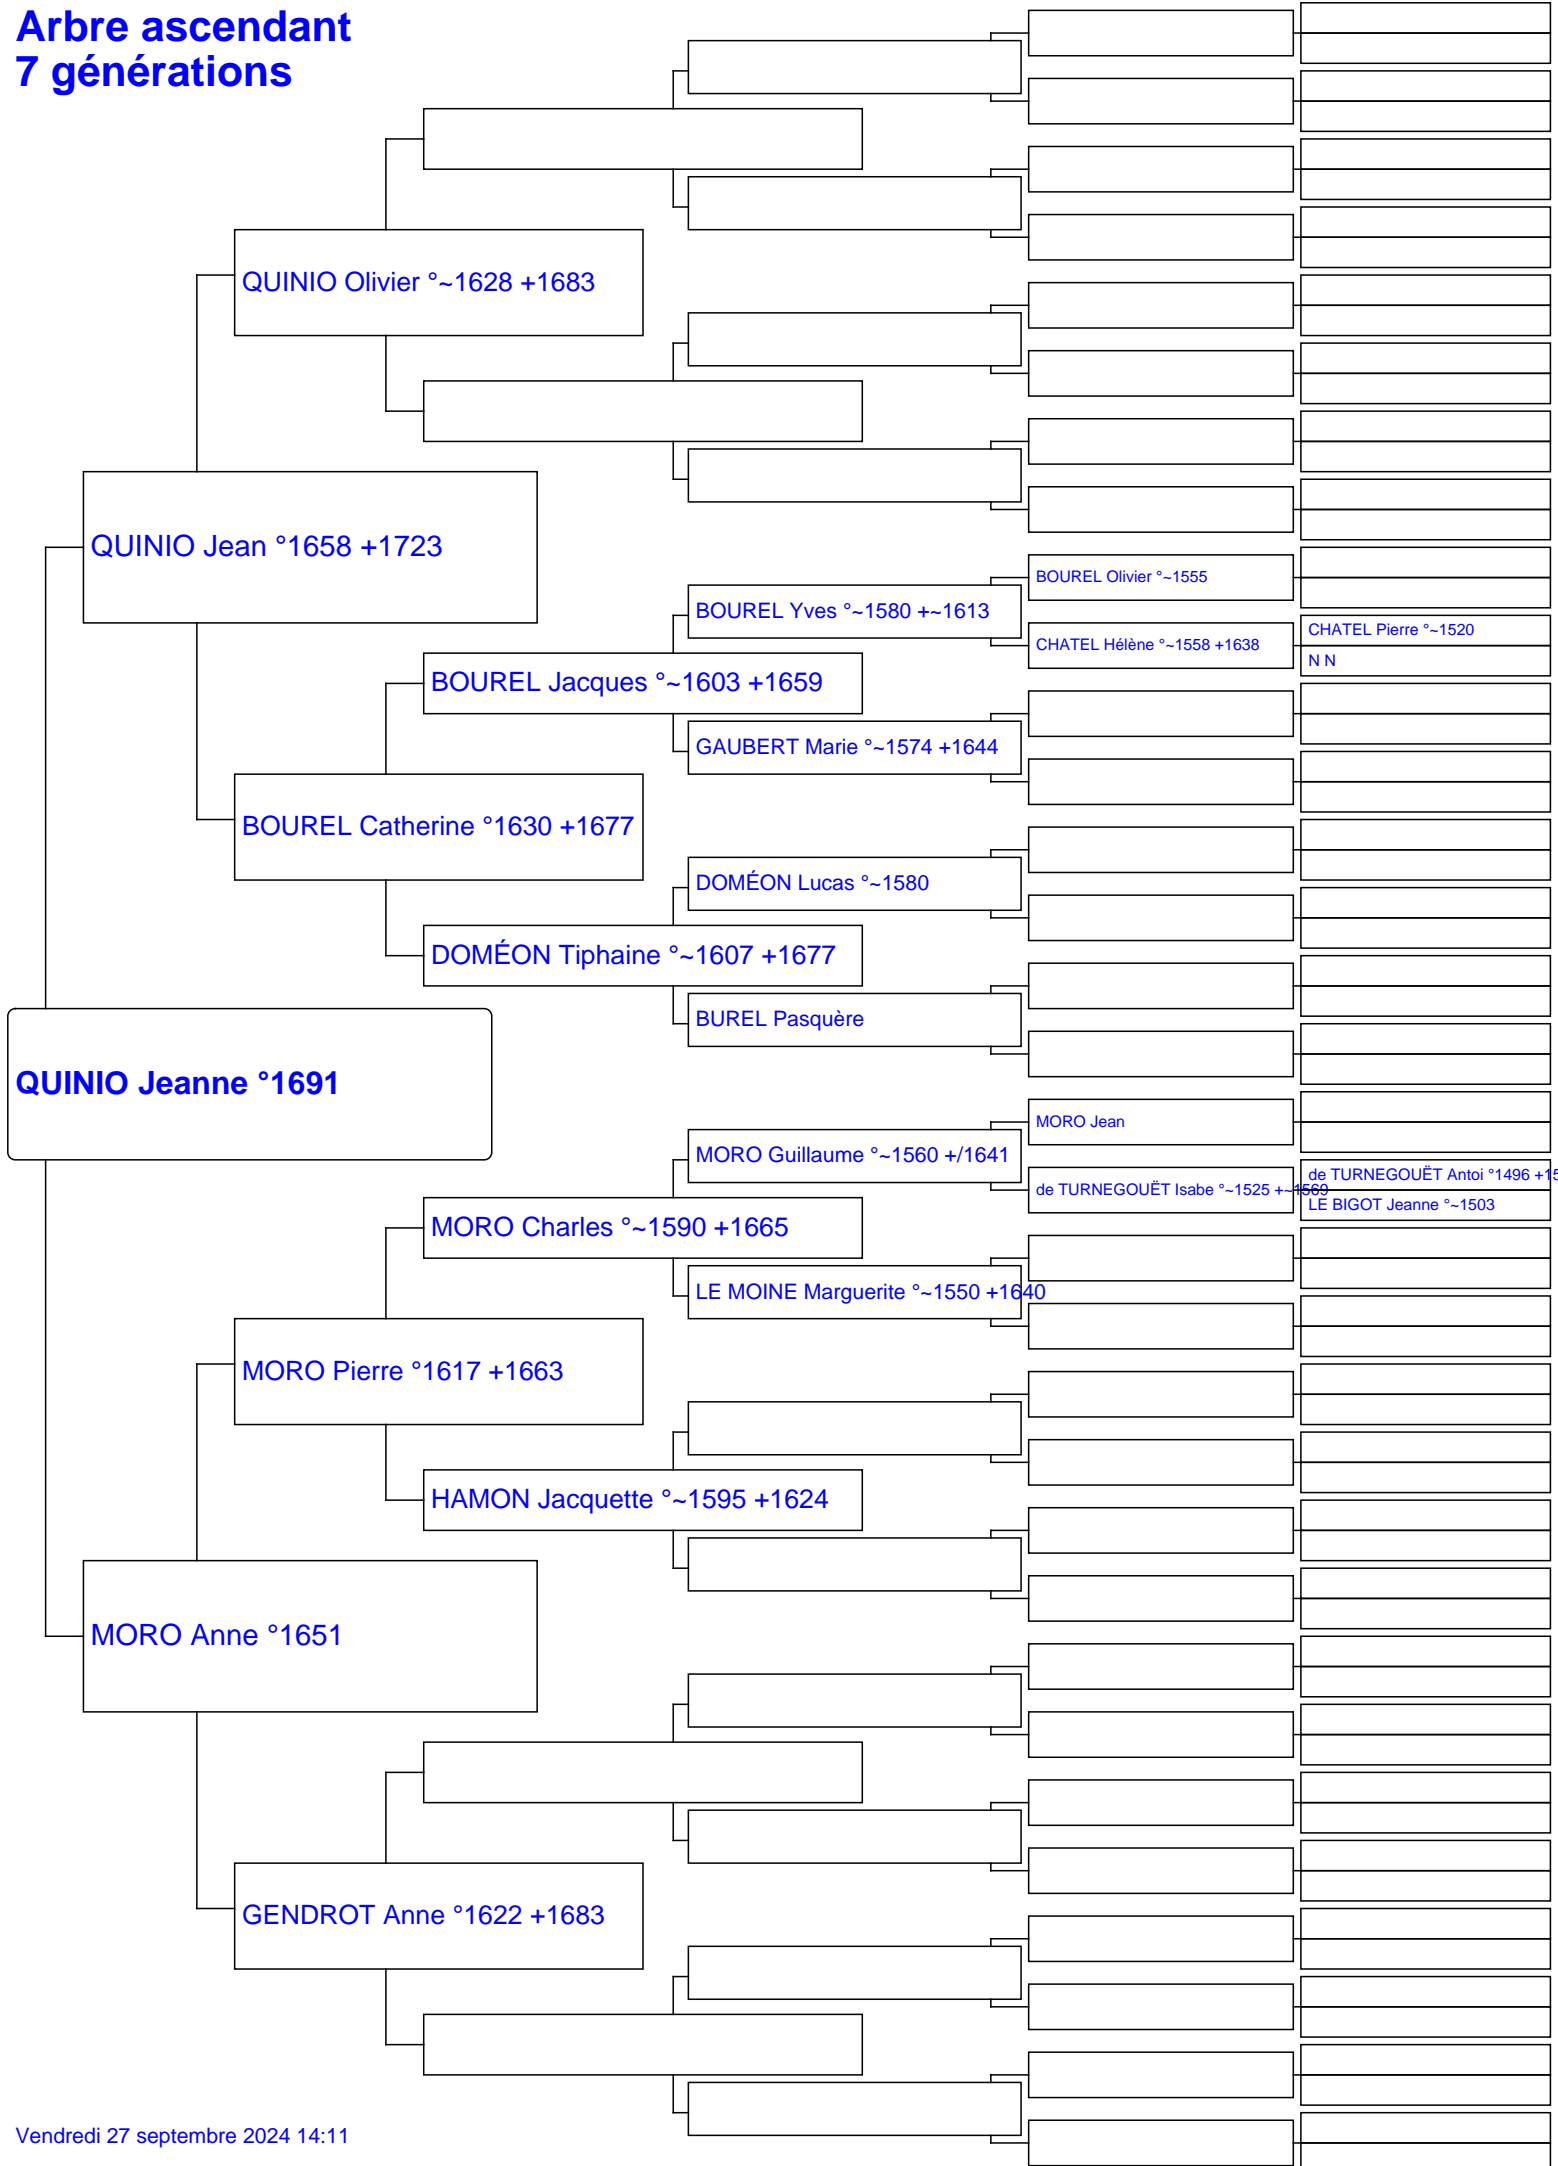 Arbre ascendant
7 générations
QUINIO Olivier °~1628 +1683
QUINIO Jean °1658 +1723
BOUREL Olivier °~1555
BOUREL Yves °~1580 +~1613
CHATEL Pierre °~1520
CHATEL Hélène °~1558 +1638
N N
BOUREL Jacques °~1603 +1659
GAUBERT Marie °~1574 +1644
BOUREL Catherine °1630 +1677
DOMÉON Lucas °~1580
DOMÉON Tiphaine °~1607 +1677
BUREL Pasquère
QUINIO Jeanne °1691
MORO Jean
MORO Guillaume °~1560 +/1641
de TURNEGOUËT Antoi °1496 +15
de TURNEGOUËT Isabe °~1525 +~1569
LE BIGOT Jeanne °~1503
MORO Charles °~1590 +1665
LE MOINE Marguerite °~1550 +1640
MORO Pierre °1617 +1663
HAMON Jacquette °~1595 +1624
MORO Anne °1651
GENDROT Anne °1622 +1683
Vendredi 27 septembre 2024 14:11